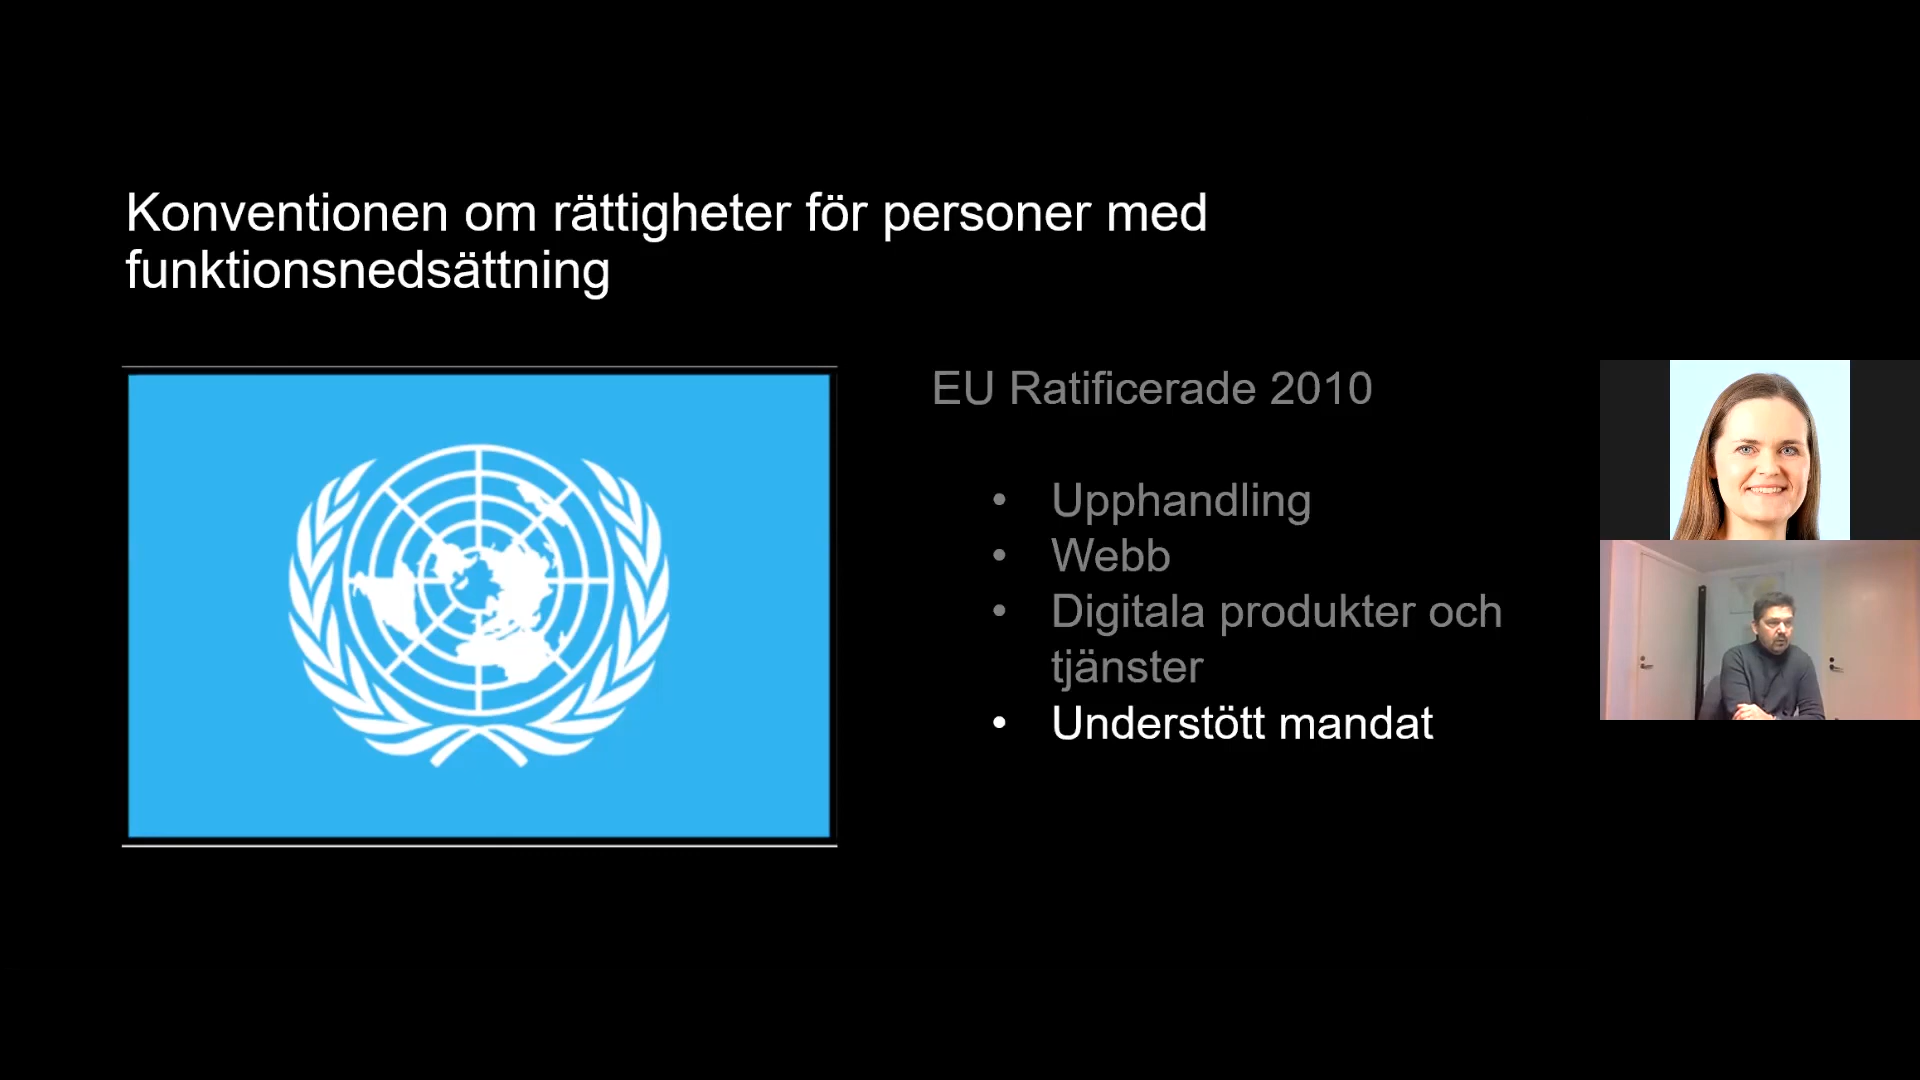 Konventionen om rättigheter för personer med
funktionsnedsättning
EU Ratificerade 2010
• Upphandling
• Webb
• Digitala produkter och
tjänster
• Understött mandat